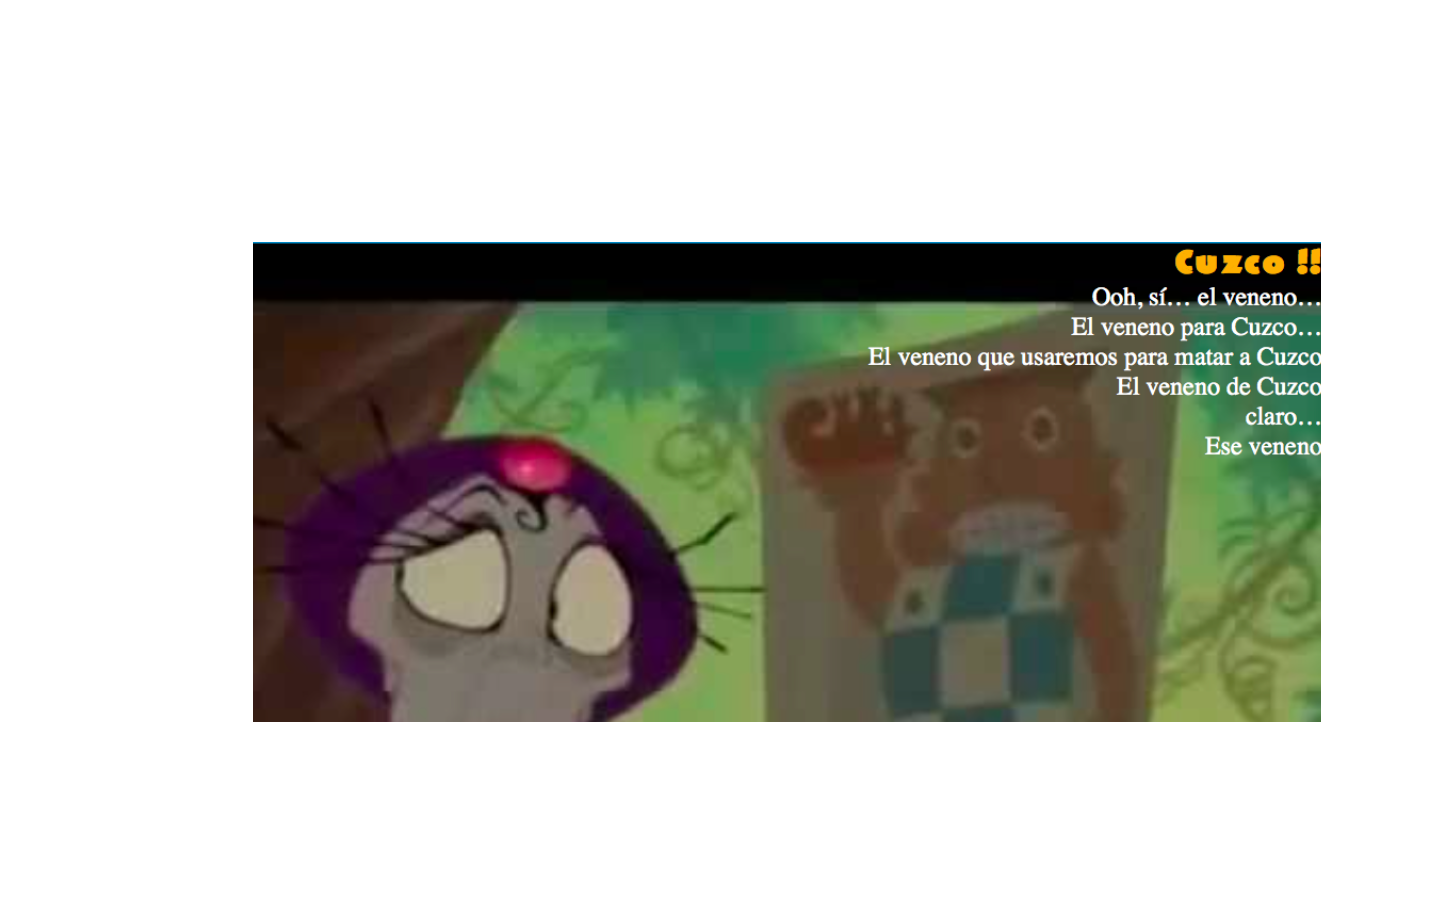 Cuzco !!
Ooh, sí… el veneno…
El veneno para Cuzco…
El veneno que usaremos para matar a Cuzco
El veneno de Cuzco
claro…
Ese veneno